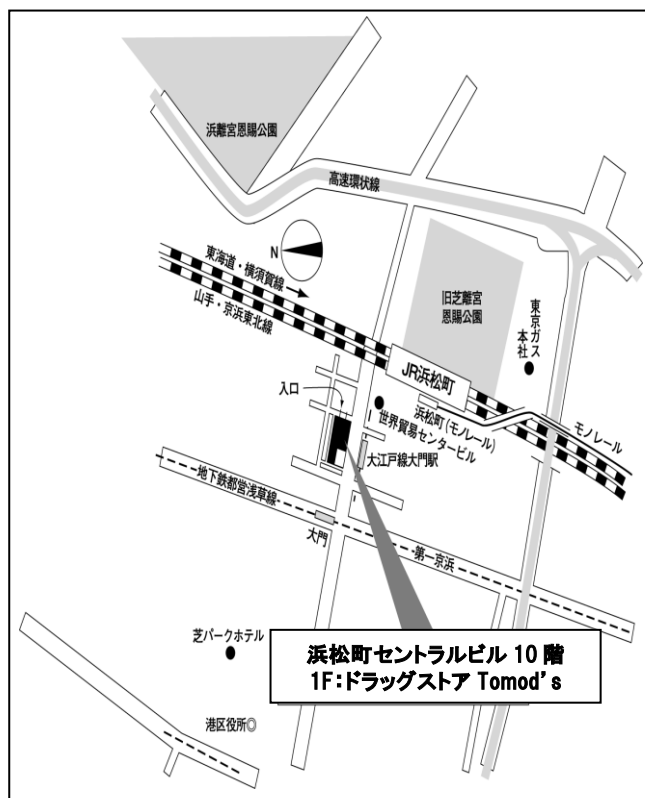 浜離宮恩賜公園
高速環状線
N
東海道・横須賀線
山手・京浜東北線
旧芝離宮
恩賜公園
東京ガス
本社
JR浜松町
入口
浜松町(モノレール)
モノレール
世界貿易センタービル
大江戸線大門駅
地下鉄都営浅草線
大門
第一京浜
芝パークホテル
浜松町セントラルビル 10 階
1F:ドラッグストア Tomod's
港区役所◎